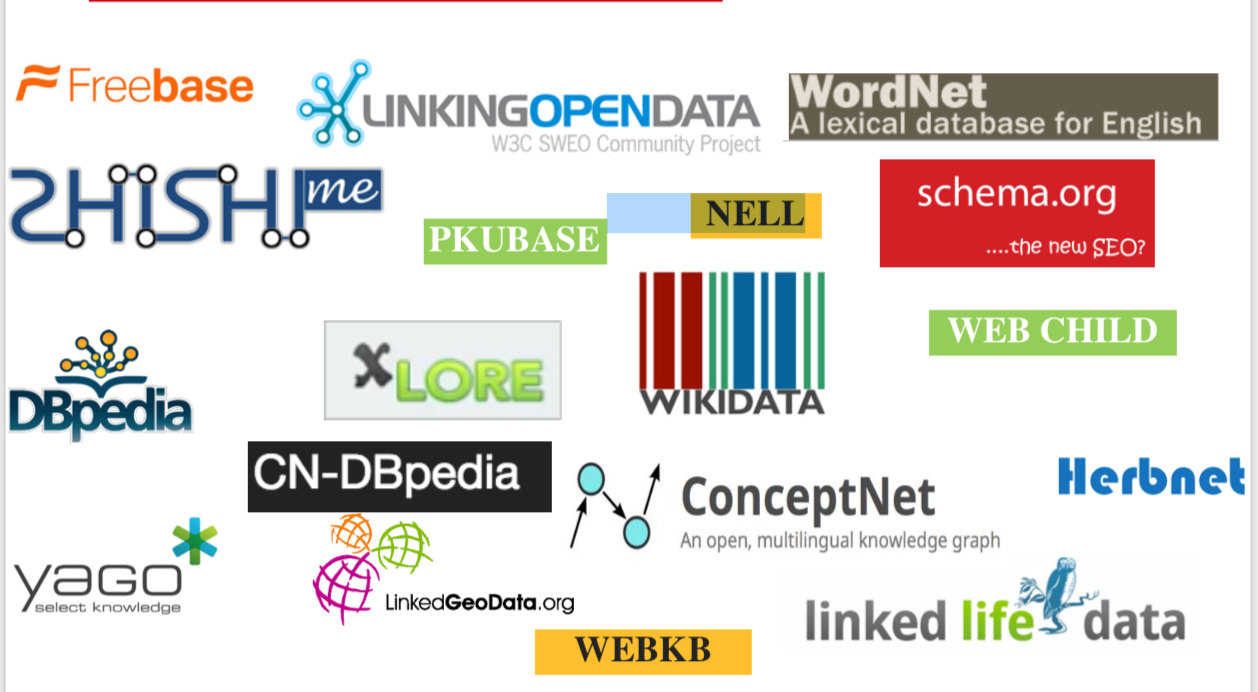 Freebase
LINKINGOPENDATA
W3C SWEO Community Project
WordNet
A lexical database for English
ZHISHI me
PKUBASE
NELL
schema.org
....the new SEO?
DBpedia
XLORE
WIKIDATA
WEB CHILD
CN-DBpedia
ConceptNet
An open, multilingual knowledge graph
Herbnet
yago
select knowledge
LinkedGeoData.org
linked life data
WEBKB